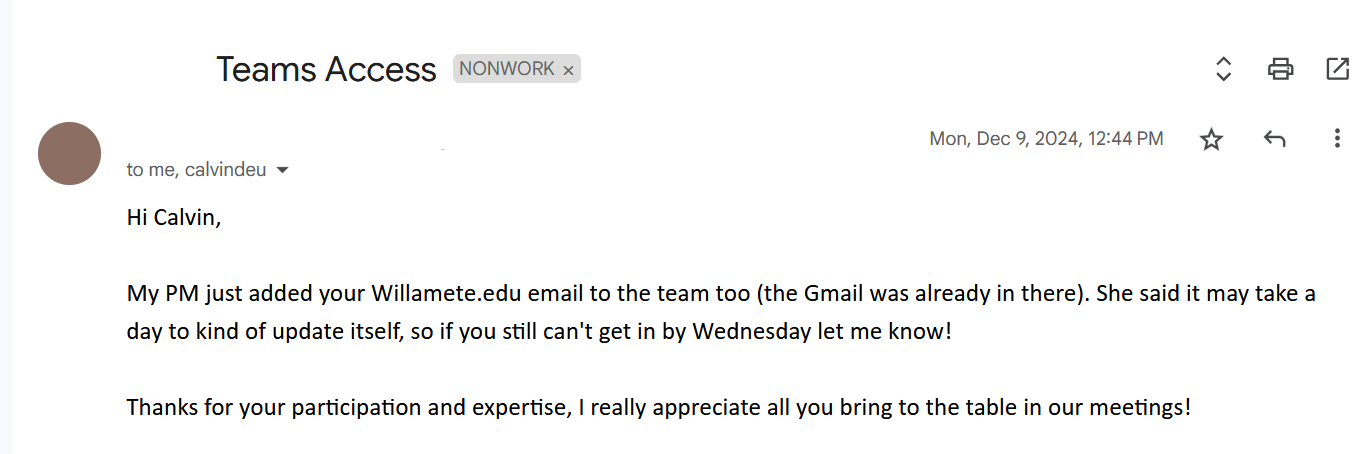 Teams Access NONWORK ×
Mon, Dec 9, 2024, 12:44 PM
to me, calvindeu
Hi Calvin,
My PM just added your Willamete.edu email to the team too (the Gmail was already in there). She said it may take a
day to kind of update itself, so if you still can't get in by Wednesday let me know!
Thanks for your participation and expertise, I really appreciate all you bring to the table in our meetings!